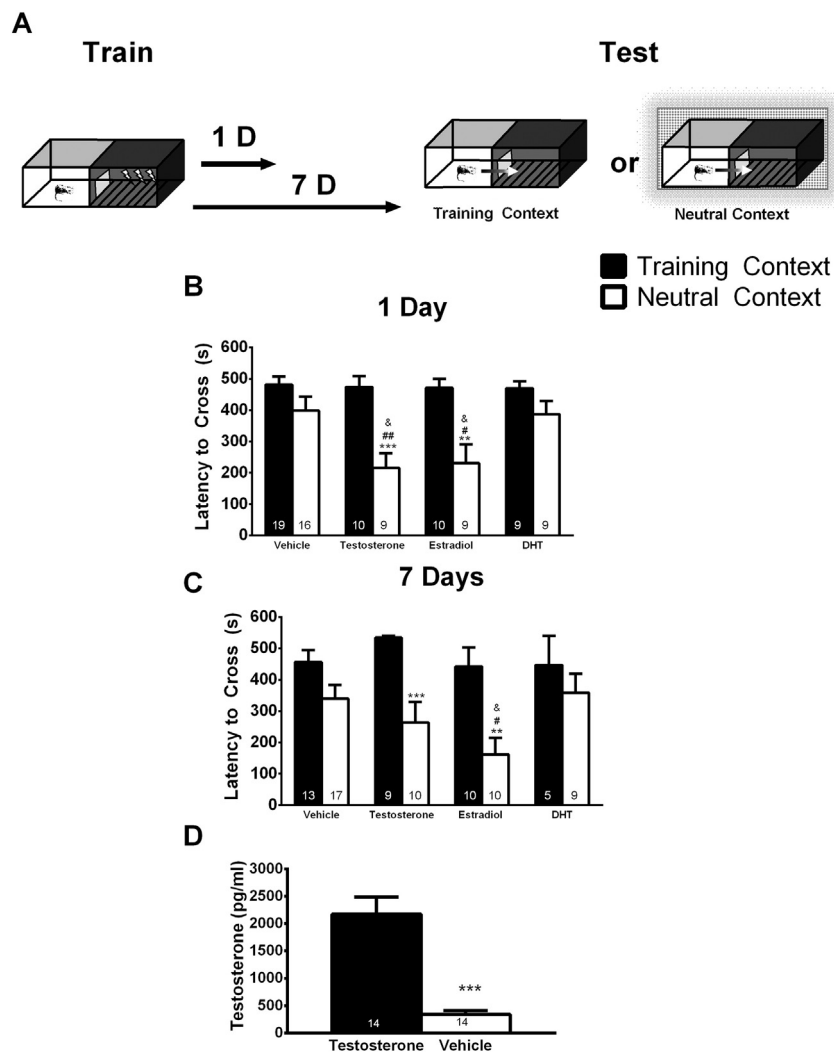 A
Train
Test
1 D
7 D
or
Training Context
Neutral Context
Training Context
Neutral Context
B
1 Day
Latency to Cross (s)
600
500
400
300
200
100
0
&
##
***
&
#
**
19 16 10 9 10 9 9 9
Vehicle Testosterone Estradiol DHT
7 Days
C
Latency to Cross (s)
600
500
400
300
200
100
0
***
&
#
**
13 17 9 10 10 10 5 9
Vehicle Testosterone Estradiol DHT
D
Testosterone (pg/ml)
3000
2500
2000
1500
1000
500
0
***
14 14
Testosterone Vehicle